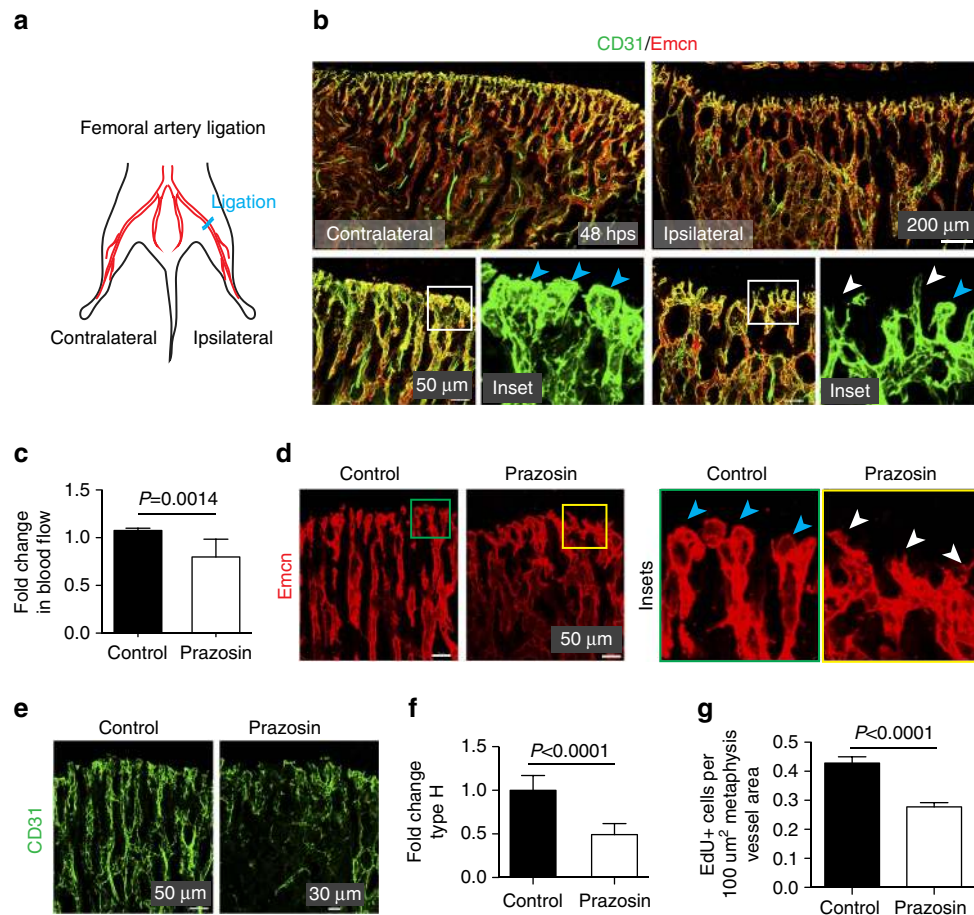 a
Femoral artery ligation
Ligation
Contralateral
Ipsilateral
b
CD31/Emcn
Contralateral
48 hps
Ipsilateral
200 µm
50 µm
Inset
Inset
c
Fold change
in blood flow
1.5
1.0
0.5
0.0
P=0.0014
Control
Prazosin
d
Control
Prazosin
Control
Prazosin
Emcn
50 µm
Insets
e
Control
Prazosin
CD31
50 µm
30 µm
f
Fold change
type H
1.5
1.0
0.5
0
P<0.0001
Control
Prazosin
g
EdU+ cells per
100 um² metaphysis
vessel area
0.5
0.4
0.3
0.2
0.1
0.0
P<0.0001
Control
Prazosin